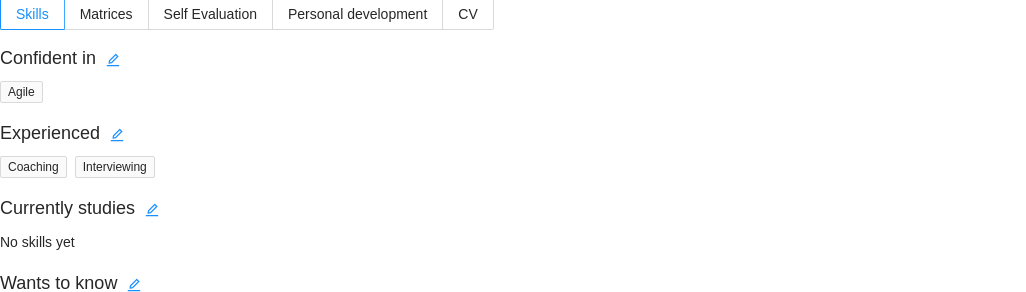 Skills Matrices Self Evaluation Personal development CV
Confident in
Agile
Experienced
Coaching Interviewing
Currently studies
No skills yet
Wants to know